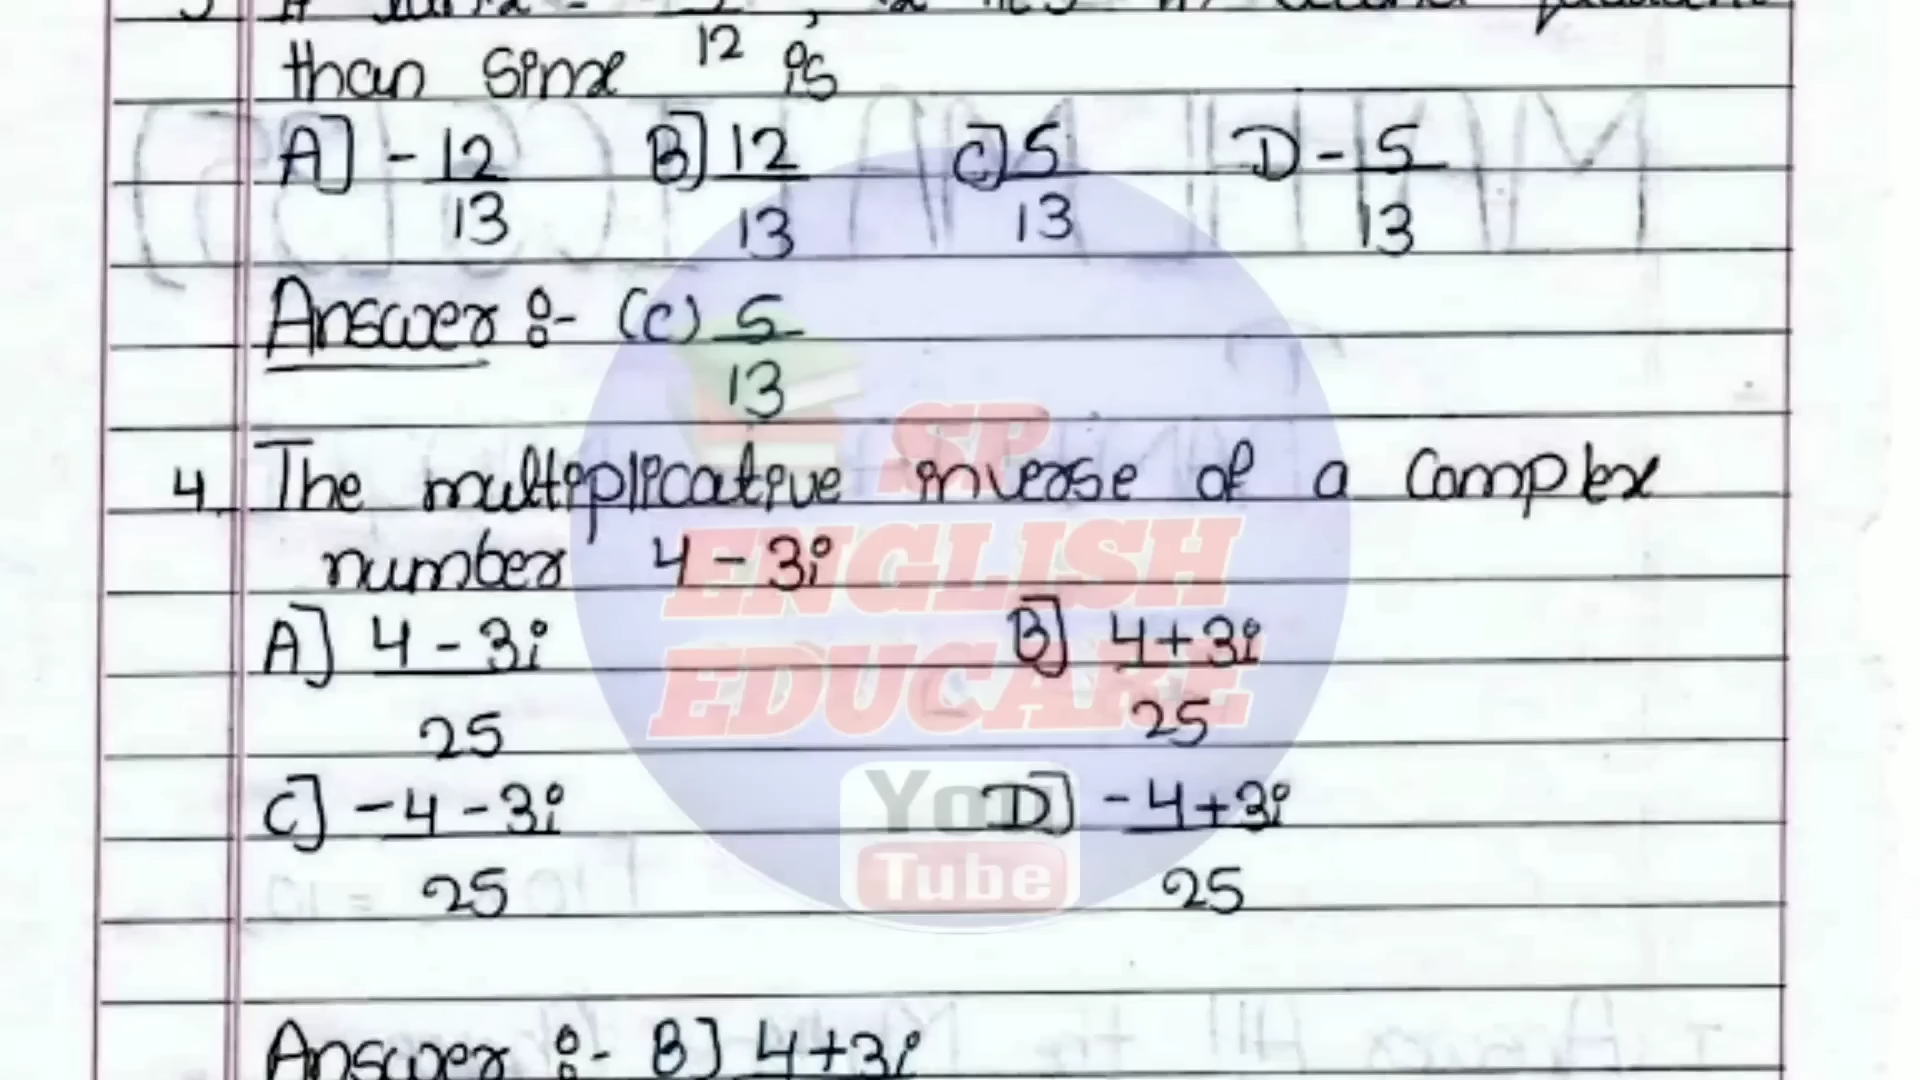 than sinx 12 is
A] - 12/13 B] 12/13 C] 5/13 D - 5/13
Answer :- (C) 5/13
4. The multiplicative inverse of a complex
number 4 - 3i
A] 4 - 3i/25 B] 4+3i/25
C] -4 - 3i/25 D] -4+3i/25
Answer :- B] 4+3i
SP
ENGLISH
EDUCARE
You
Tube